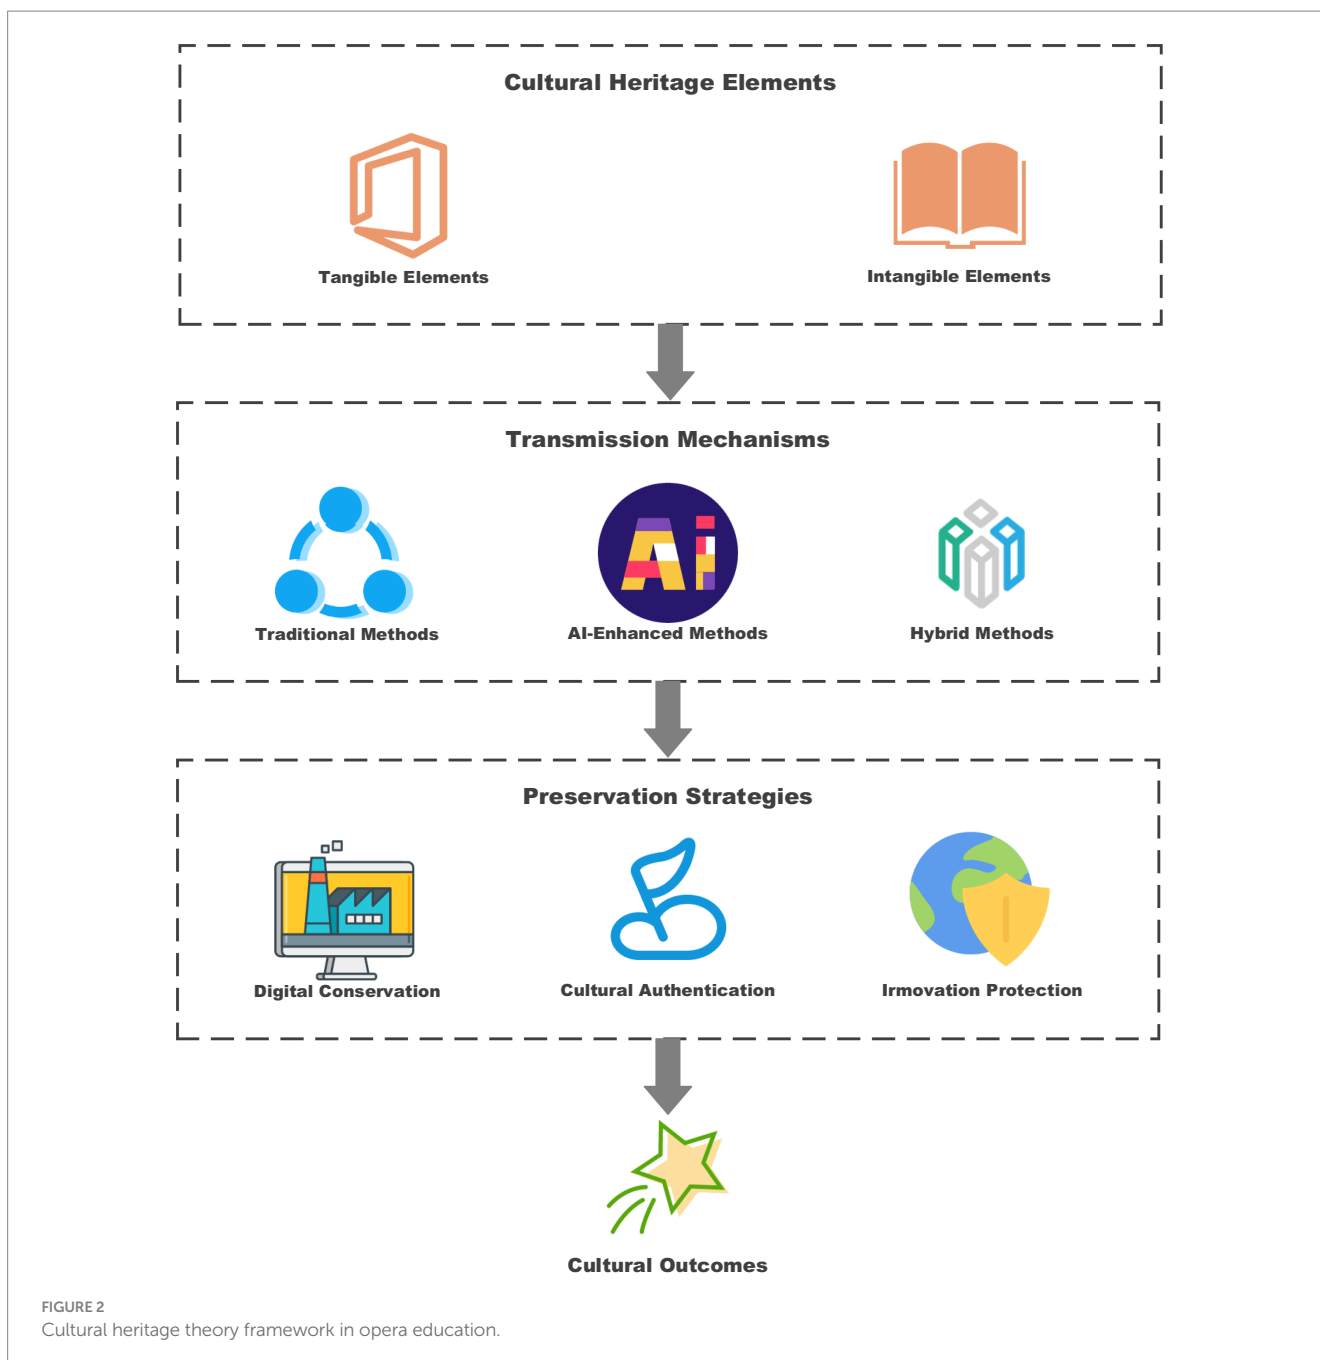 Cultural Heritage Elements
Tangible Elements
Intangible Elements
Transmission Mechanisms
Ai
Traditional Methods
AI-Enhanced Methods
Hybrid Methods
Preservation Strategies
Digital Conservation
Cultural Authentication
Irmovation Protection
Cultural Outcomes
FIGURE 2
Cultural heritage theory framework in opera education.